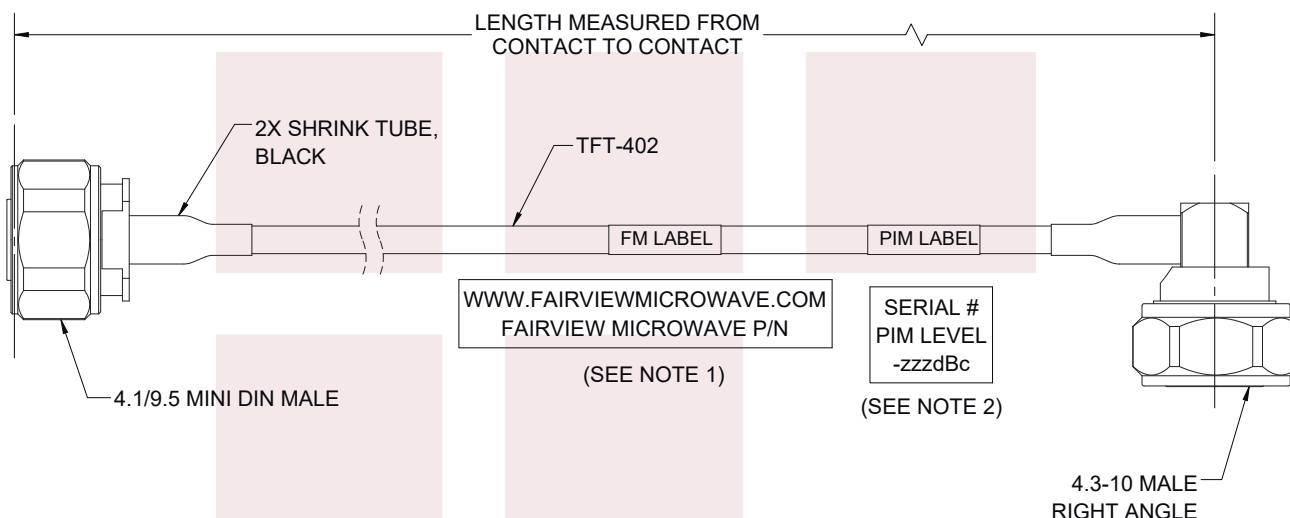 LENGTH MEASURED FROM
CONTACT TO CONTACT
2X SHRINK TUBE,
BLACK
TFT-402
FM LABEL
PIM LABEL
WWW.FAIRVIEWMICROWAVE.COM
FAIRVIEW MICROWAVE P/N
(SEE NOTE 1)
SERIAL #
PIM LEVEL
-zzzdBc
(SEE NOTE 2)
4.1/9.5 MINI DIN MALE
4.3-10 MALE
RIGHT ANGLE